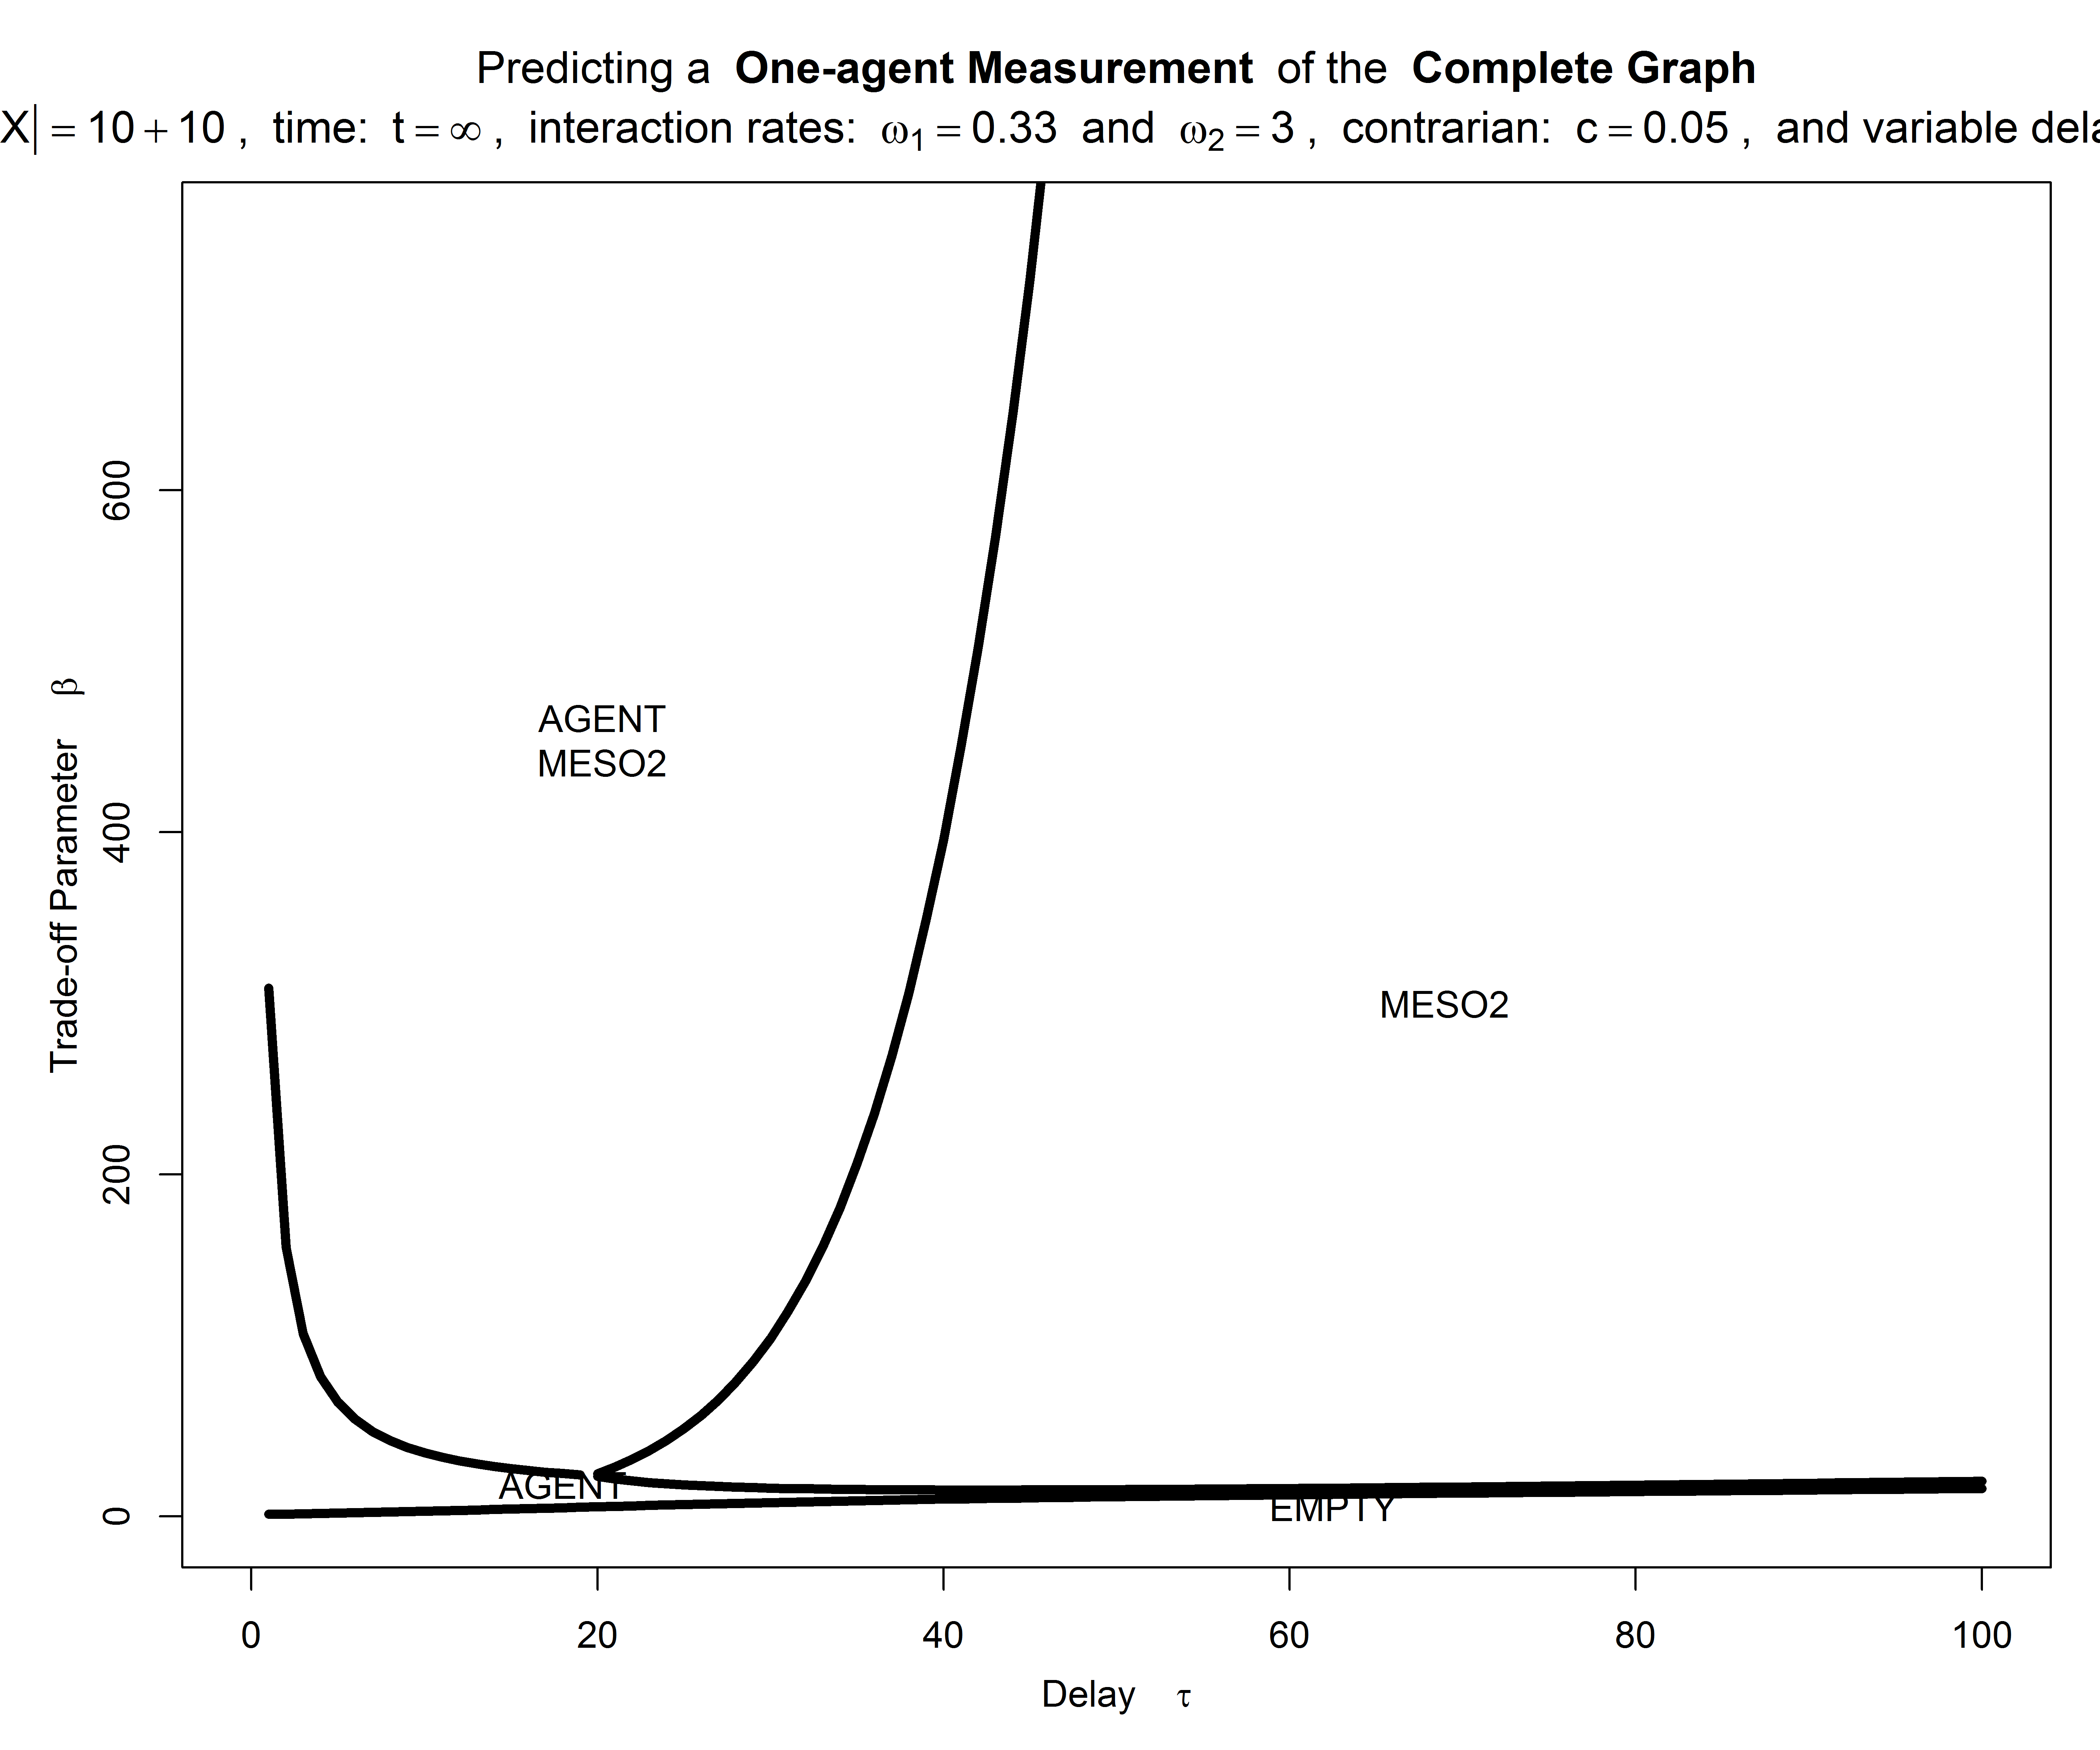 Predicting a One-agent Measurement of the Complete Graph
X| = 10 + 10 , time: t = ∞ , interaction rates: ω1 = 0.33 and ω2 = 3 , contrarian: c = 0.05 , and variable
600
400
200
0
Trade-off Parameter β
AGENT
MESO2
MESO2
AGENT
EMPTY
0 20 40 60 80 100
Delay τ